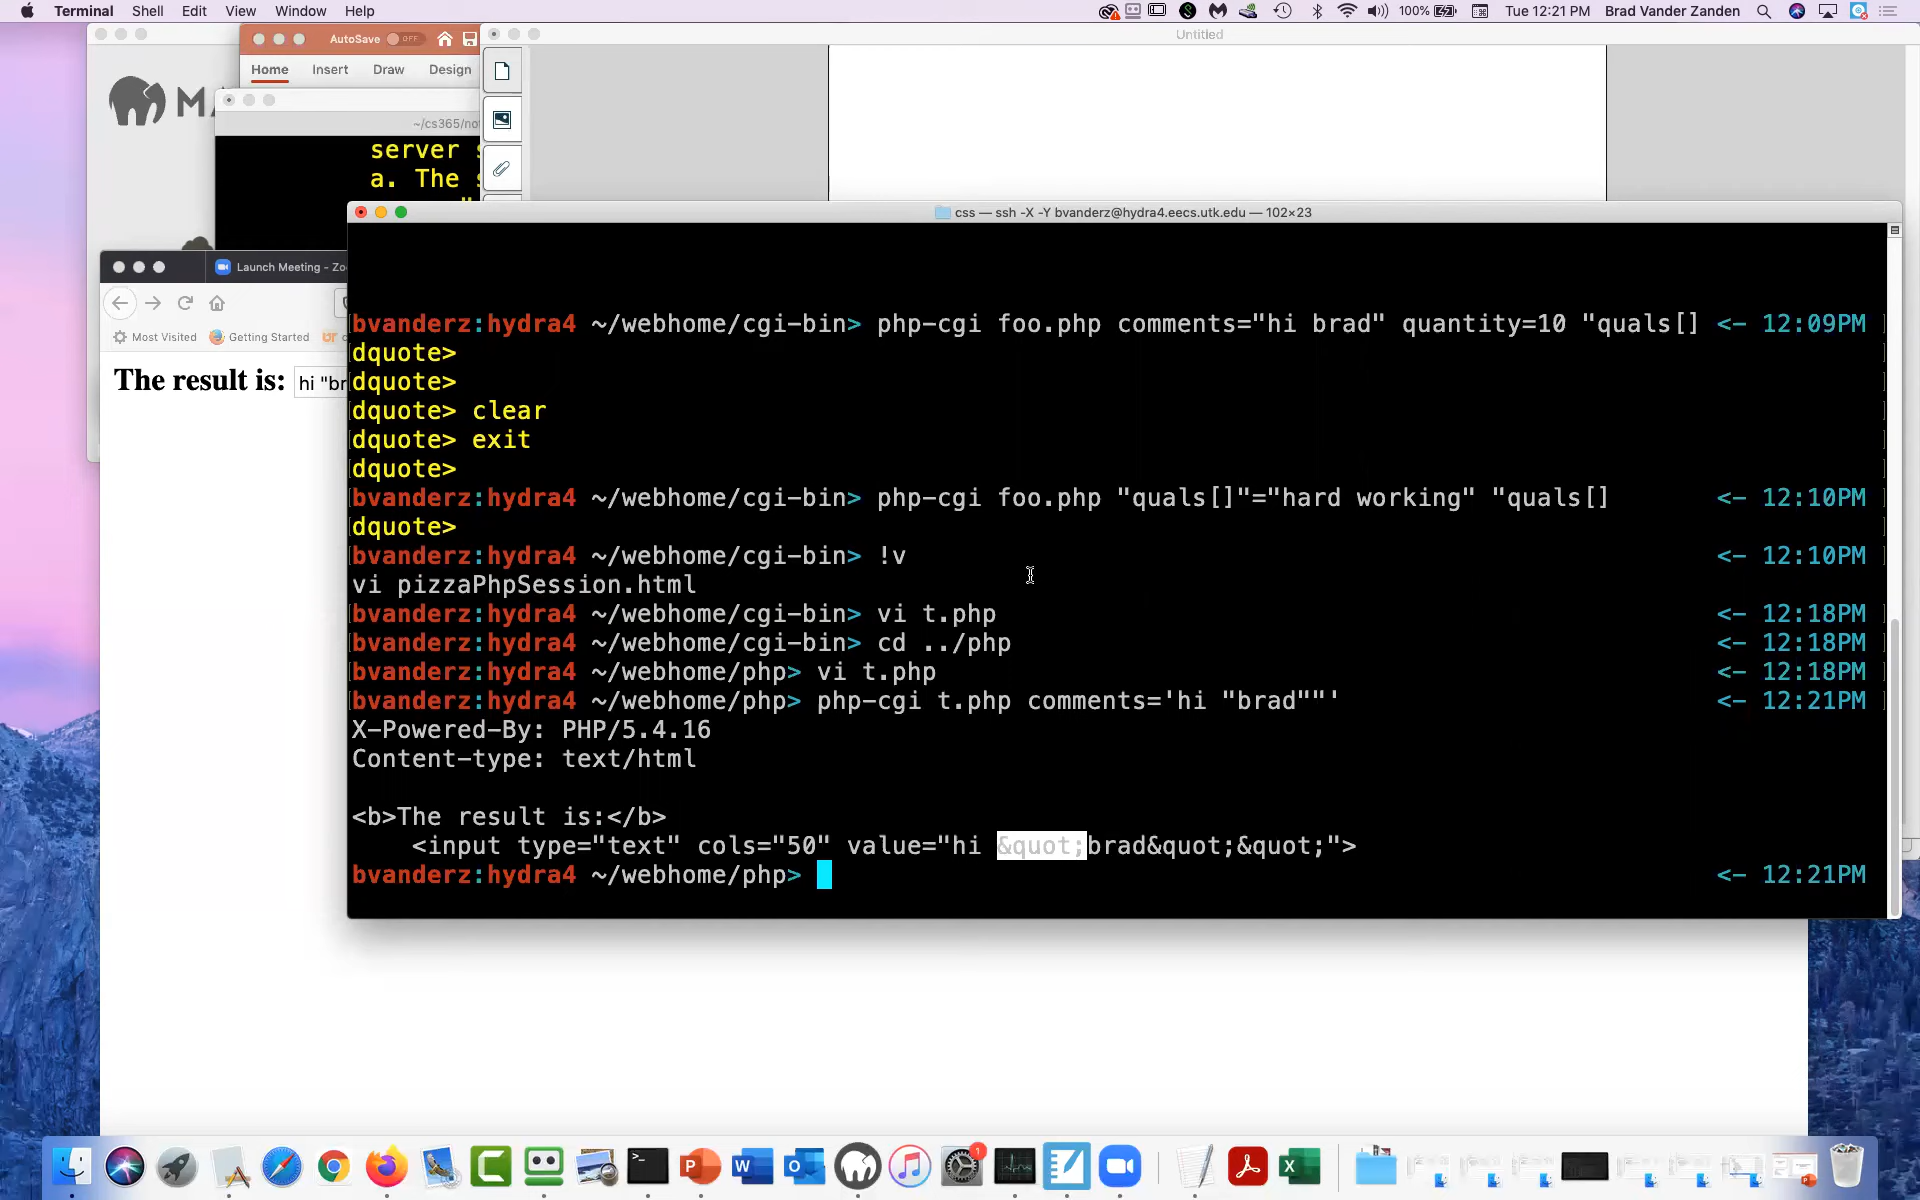 Terminal Shell Edit View Window Help 100% Tue 12:21 PM Brad Vander Zanden
AutoSave OFF
Untitled
Home Insert Draw Design
MA
~/cs365/no
server s
a. The s
css — ssh -X -Y bvanderz@hydra4.eecs.utk.edu — 102×23
Launch Meeting - Zo
Most Visited Getting Started
The result is: hi "br
bvanderz:hydra4 ~/webhome/cgi-bin> php-cgi foo.php comments="hi brad" quantity=10 "quals[] <- 12:09PM
dquote>
dquote>
dquote> clear
dquote> exit
dquote>
bvanderz:hydra4 ~/webhome/cgi-bin> php-cgi foo.php "quals[]"="hard working" "quals[] <- 12:10PM
dquote>
bvanderz:hydra4 ~/webhome/cgi-bin> !v <- 12:10PM
vi pizzaPhpSession.html
bvanderz:hydra4 ~/webhome/cgi-bin> vi t.php <- 12:18PM
bvanderz:hydra4 ~/webhome/cgi-bin> cd ../php <- 12:18PM
bvanderz:hydra4 ~/webhome/php> vi t.php <- 12:18PM
bvanderz:hydra4 ~/webhome/php> php-cgi t.php comments='hi "brad""' <- 12:21PM
X-Powered-By: PHP/5.4.16
Content-type: text/html
<b>The result is:</b>
<input type="text" cols="50" value="hi &quot;brad&quot;&quot;">
bvanderz:hydra4 ~/webhome/php> <- 12:21PM